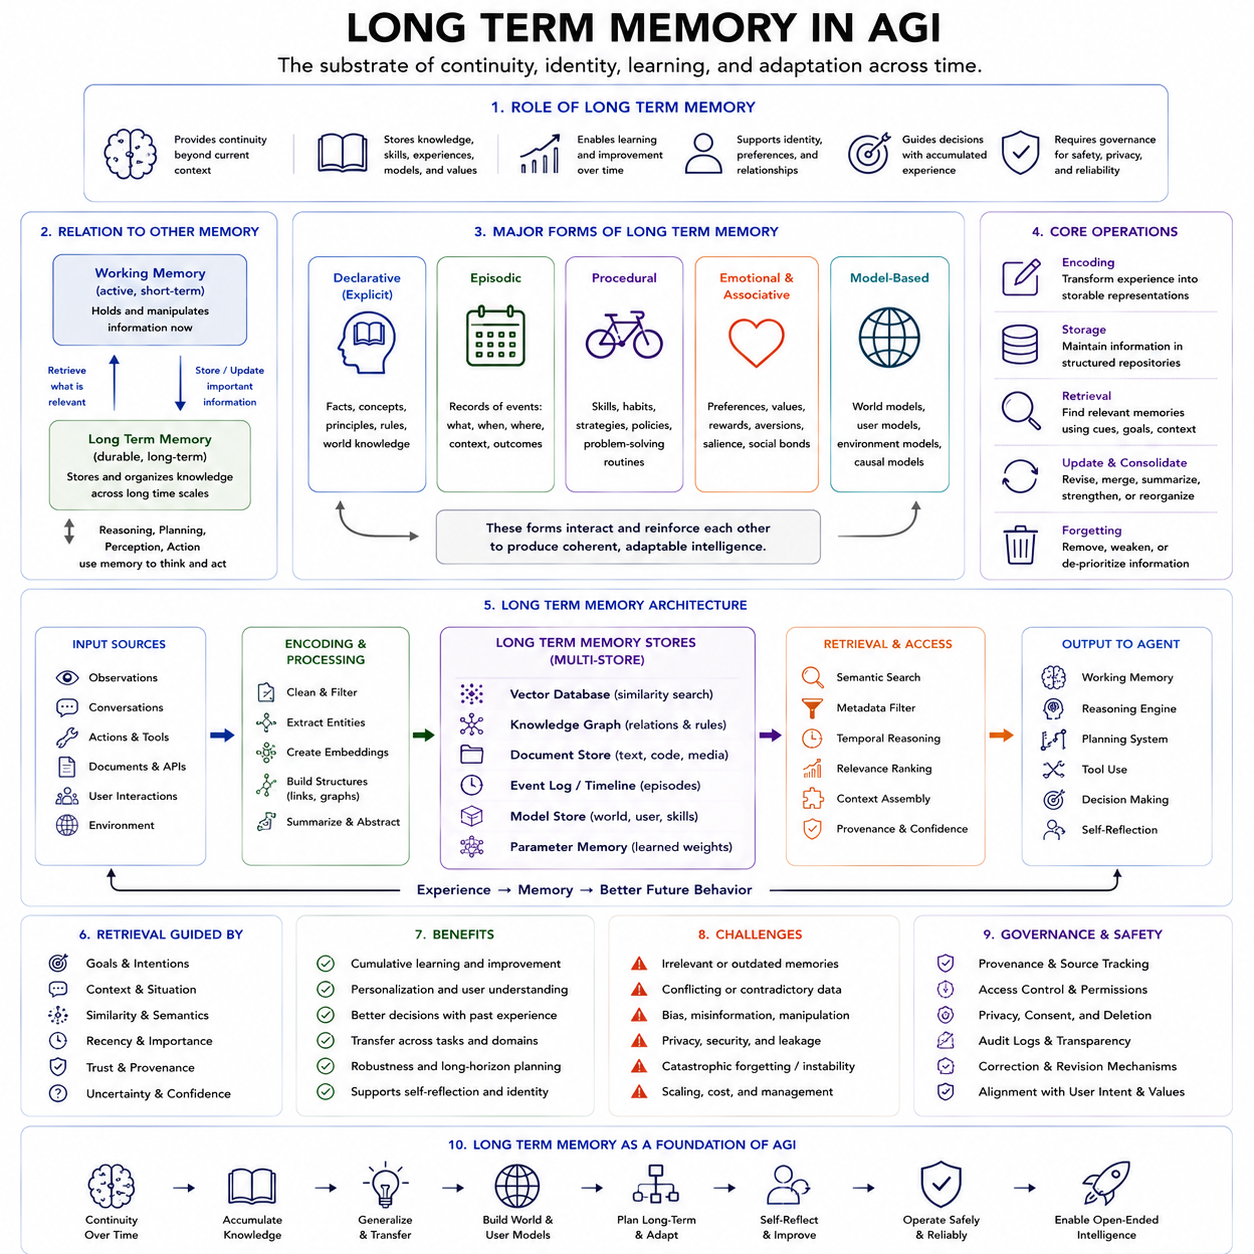 LONG TERM MEMORY IN AGI
The substrate of continuity, identity, learning, and adaptation across time.
1. ROLE OF LONG TERM MEMORY
Provides continuity
beyond current
context
Stores knowledge,
skills, experiences,
models, and values
Enables learning
and improvement
over time
Supports identity,
preferences, and
relationships
Guides decisions
with accumulated
experience
Requires governance
for safety, privacy,
and reliability
2. RELATION TO OTHER MEMORY
Working Memory
(active, short-term)
Holds and manipulates
information now
Retrieve
what is
relevant
Store / Update
important
information
Long Term Memory
(durable, long-term)
Stores and organizes knowledge
across long time scales
Reasoning, Planning,
Perception, Action
use memory to think and act
3. MAJOR FORMS OF LONG TERM MEMORY
Declarative
(Explicit)
Facts, concepts,
principles, rules,
world knowledge
Episodic
Records of events:
what, when, where,
context, outcomes
Procedural
Skills, habits,
strategies, policies,
problem-solving
routines
Emotional &
Associative
Preferences, values,
rewards, aversions,
salience, social bonds
Model-Based
World models,
user models,
environment models,
causal models
These forms interact and reinforce each other
to produce coherent, adaptable intelligence.
4. CORE OPERATIONS
Encoding
Transform experience into
storable representations
Storage
Maintain information in
structured repositories
Retrieval
Find relevant memories
using cues, goals, context
Update & Consolidate
Revise, merge, summarize,
strengthen, or reorganize
Forgetting
Remove, weaken, or
de-prioritize information
5. LONG TERM MEMORY ARCHITECTURE
INPUT SOURCES
Observations
Conversations
Actions & Tools
Documents & APIs
User Interactions
Environment
ENCODING &
PROCESSING
Clean & Filter
Extract Entities
Create Embeddings
Build Structures
(links, graphs)
Summarize & Abstract
LONG TERM MEMORY STORES
(MULTI-STORE)
Vector Database (similarity search)
Knowledge Graph (relations & rules)
Document Store (text, code, media)
Event Log / Timeline (episodes)
Model Store (world, user, skills)
Parameter Memory (learned weights)
RETRIEVAL & ACCESS
Semantic Search
Metadata Filter
Temporal Reasoning
Relevance Ranking
Context Assembly
Provenance & Confidence
OUTPUT TO AGENT
Working Memory
Reasoning Engine
Planning System
Tool Use
Decision Making
Self-Reflection
Experience → Memory → Better Future Behavior
6. RETRIEVAL GUIDED BY
Goals & Intentions
Context & Situation
Similarity & Semantics
Recency & Importance
Trust & Provenance
Uncertainty & Confidence
7. BENEFITS
Cumulative learning and improvement
Personalization and user understanding
Better decisions with past experience
Transfer across tasks and domains
Robustness and long-horizon planning
Supports self-reflection and identity
8. CHALLENGES
Irrelevant or outdated memories
Conflicting or contradictory data
Bias, misinformation, manipulation
Privacy, security, and leakage
Catastrophic forgetting / instability
Scaling, cost, and management
9. GOVERNANCE & SAFETY
Provenance & Source Tracking
Access Control & Permissions
Privacy, Consent, and Deletion
Audit Logs & Transparency
Correction & Revision Mechanisms
Alignment with User Intent & Values
10. LONG TERM MEMORY AS A FOUNDATION OF AGI
Continuity
Over Time
Accumulate
Knowledge
Generalize
& Transfer
Build World &
User Models
Plan Long-Term
& Adapt
Self-Reflect
& Improve
Operate Safely
& Reliably
Enable Open-Ended
Intelligence